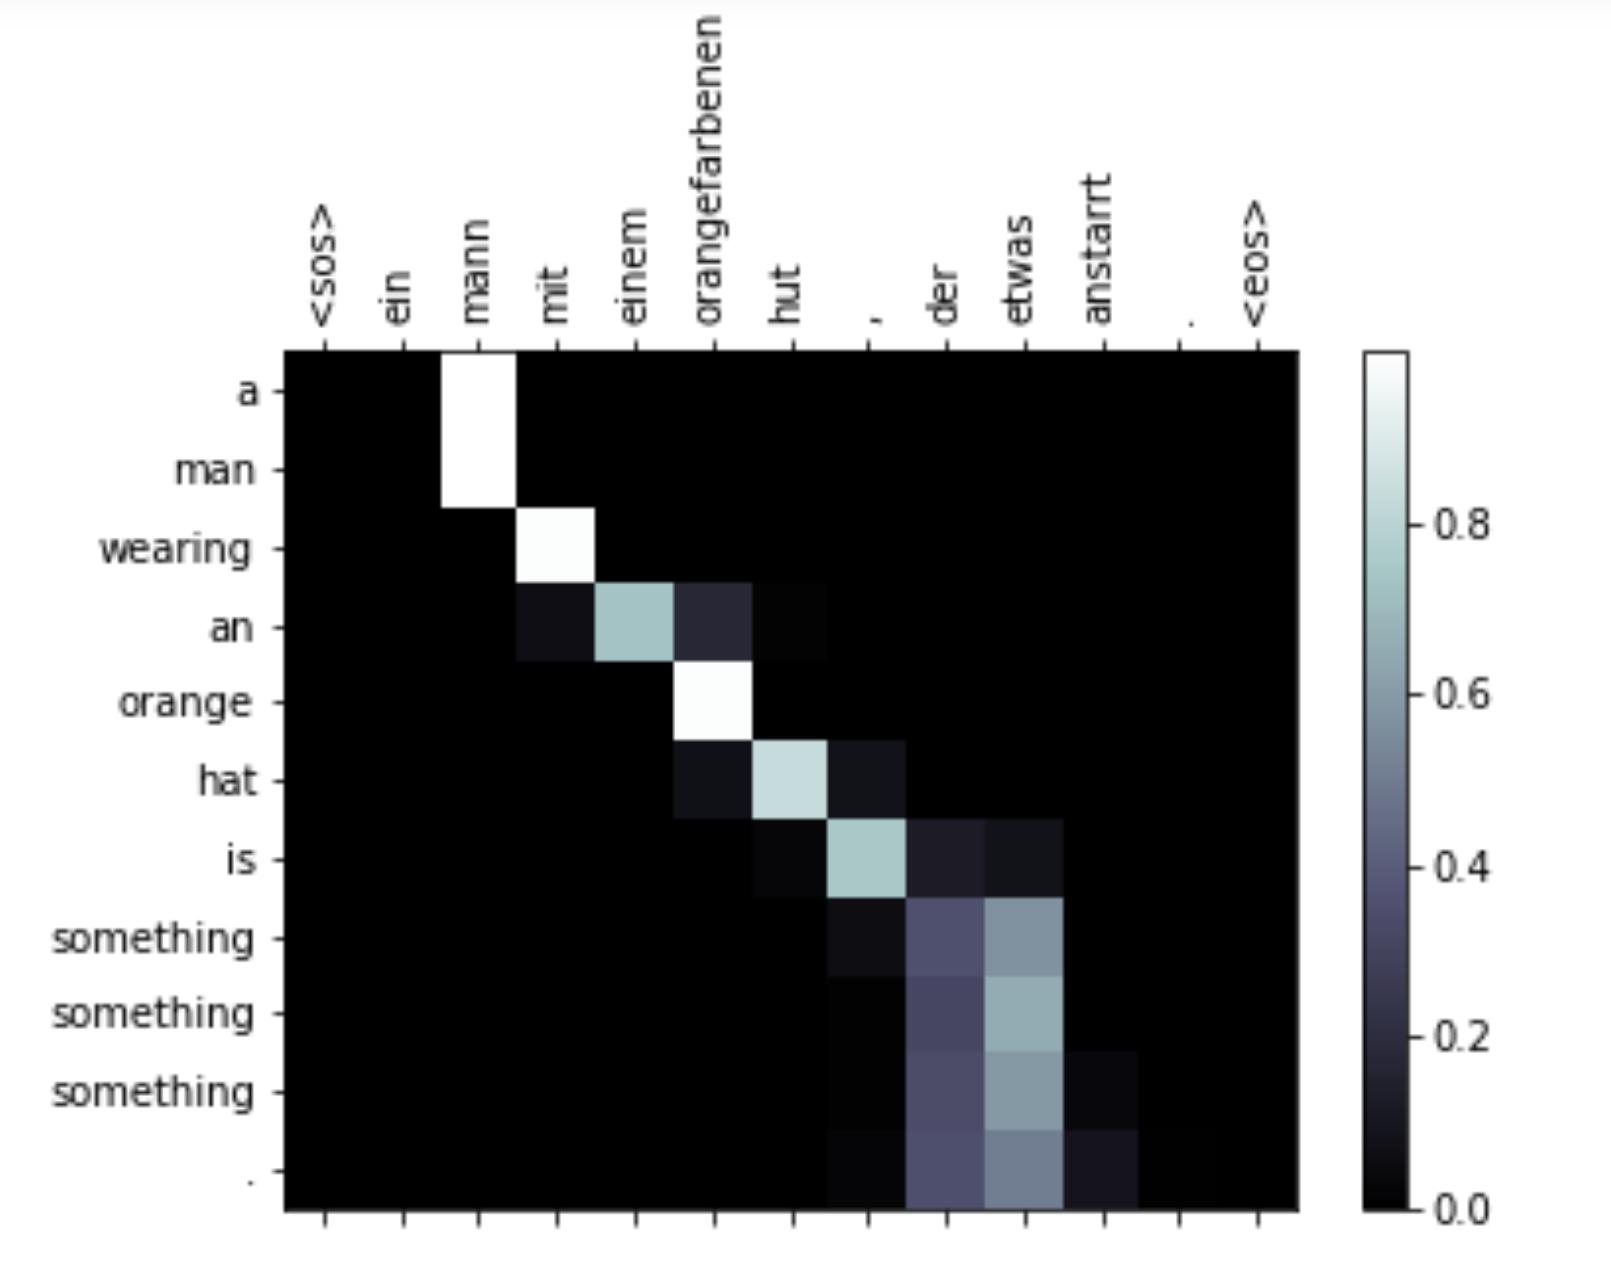 <sos>
ein
mann
mit
einem
orangefarbenen
hut
,
der
etwas
anstarrt
.
<eos>
a
man
wearing
an
orange
hat
is
something
something
something
.
0.8
0.6
0.4
0.2
0.0